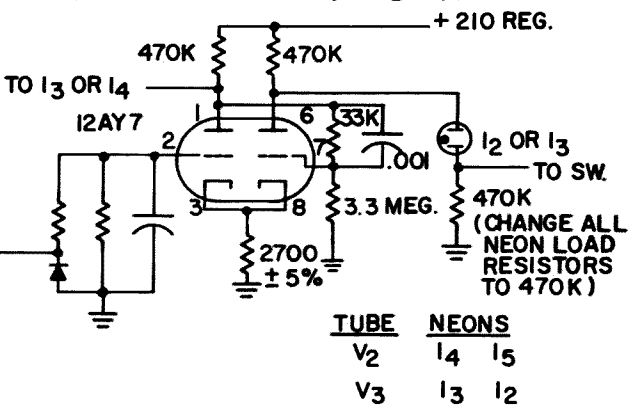 + 210 REG.
470K
470K
TO I3 OR I4
1
6
33K
12AY7
2
7
.001
I2 OR I3
TO SW.
3
8
3.3 MEG.
470K
(CHANGE ALL
NEON LOAD
RESISTORS
TO 470K)
2700
± 5%
TUBE NEONS
V2 I4 I5
V3 I3 I2